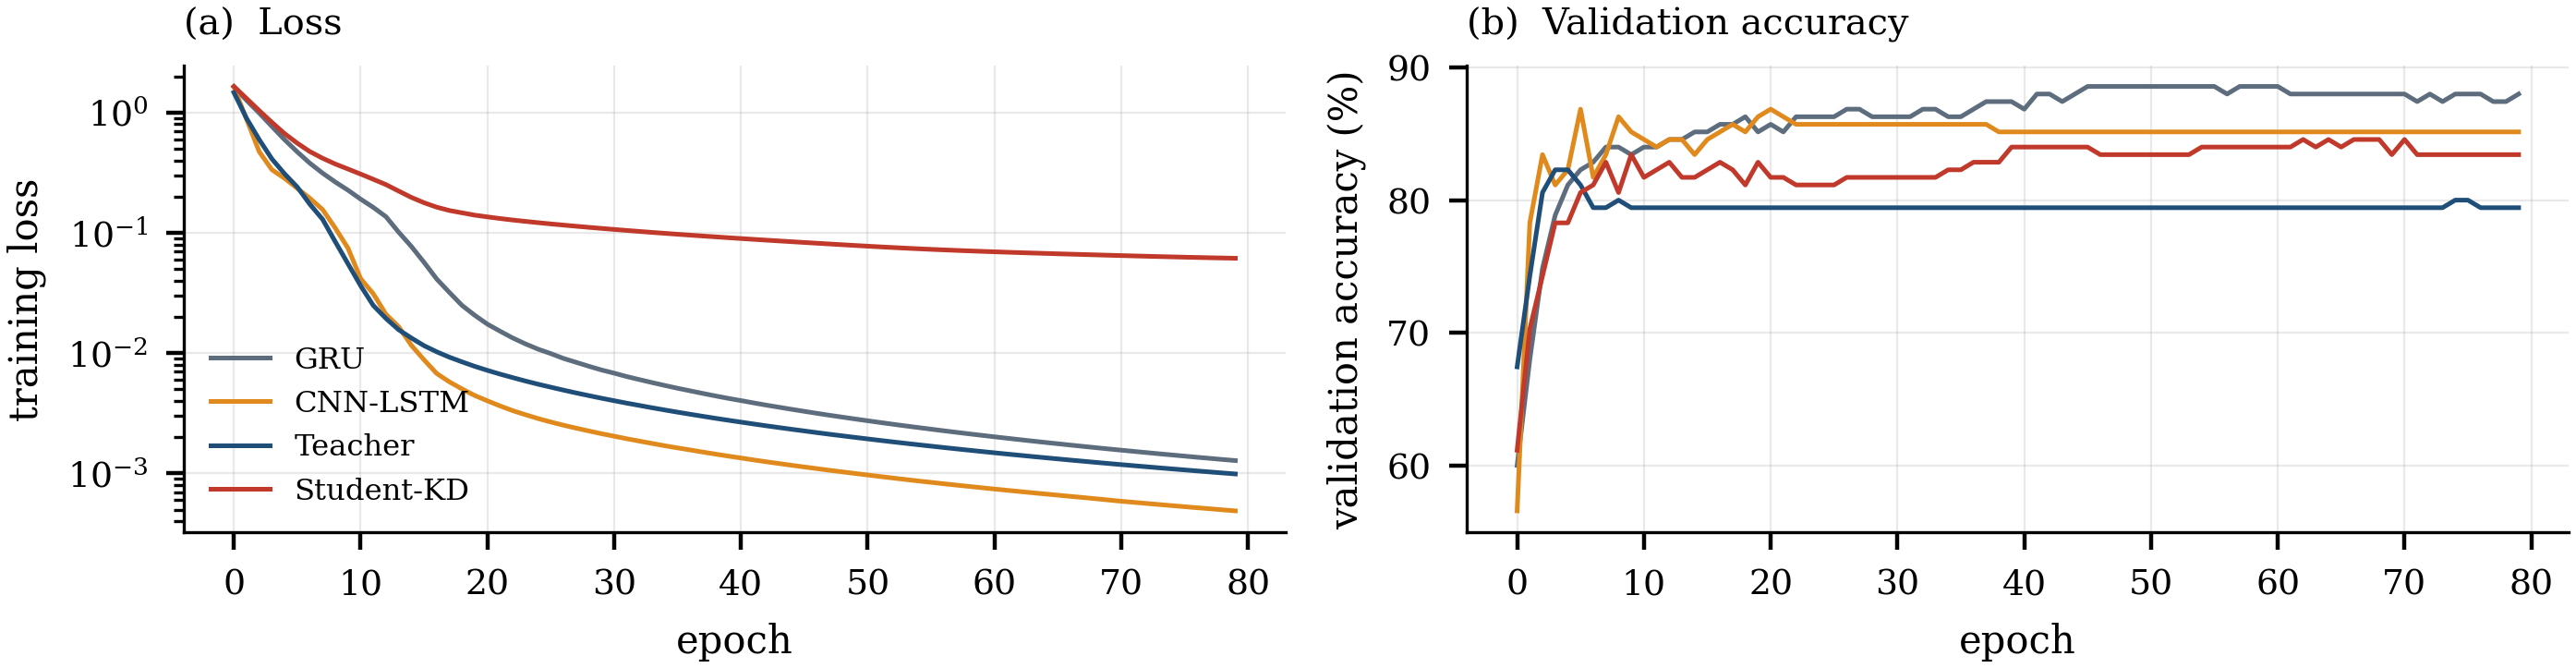 (a) Loss
training loss
10⁰
10⁻¹
10⁻²
10⁻³
GRU
CNN-LSTM
Teacher
Student-KD
0 10 20 30 40 50 60 70 80
epoch
(b) Validation accuracy
validation accuracy (%)
90
80
70
60
0 10 20 30 40 50 60 70 80
epoch